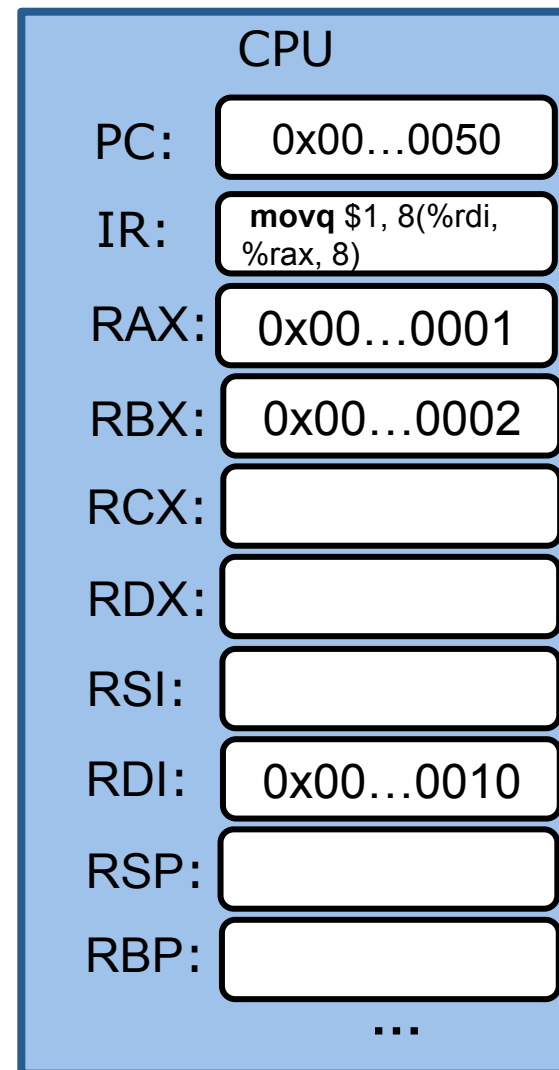 CPU
PC: 0x00…0050
IR: movq $1, 8(%rdi,
%rax, 8)
RAX: 0x00…0001
RBX: 0x00…0002
RCX:
RDX:
RSI:
RDI: 0x00…0010
RSP:
RBP:
…